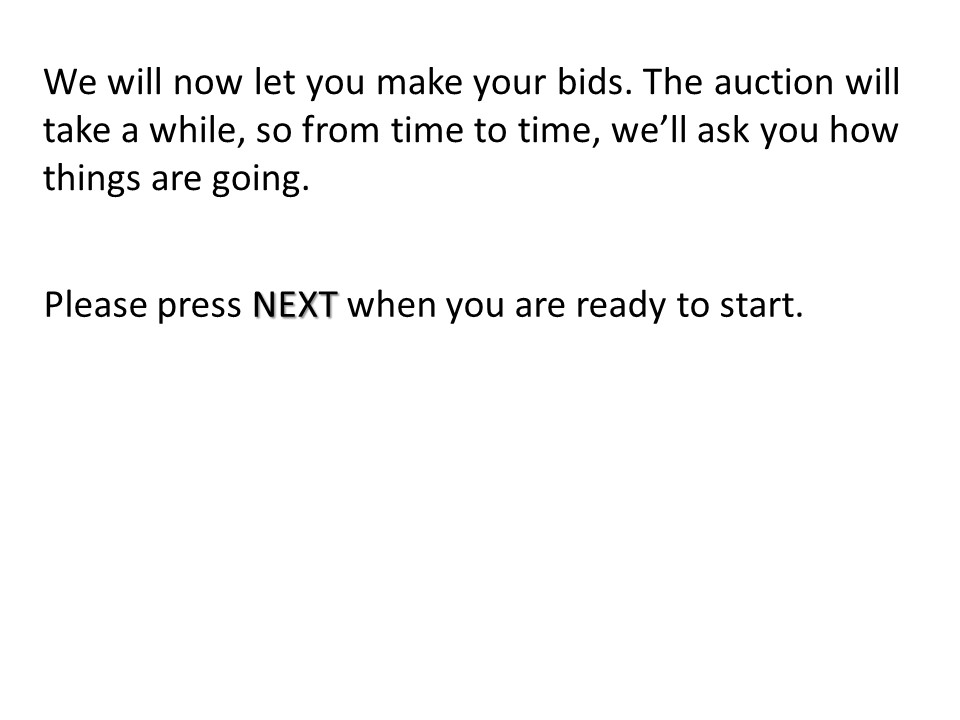 We will now let you make your bids. The auction will
take a while, so from time to time, we’ll ask you how
things are going.
Please press NEXT when you are ready to start.